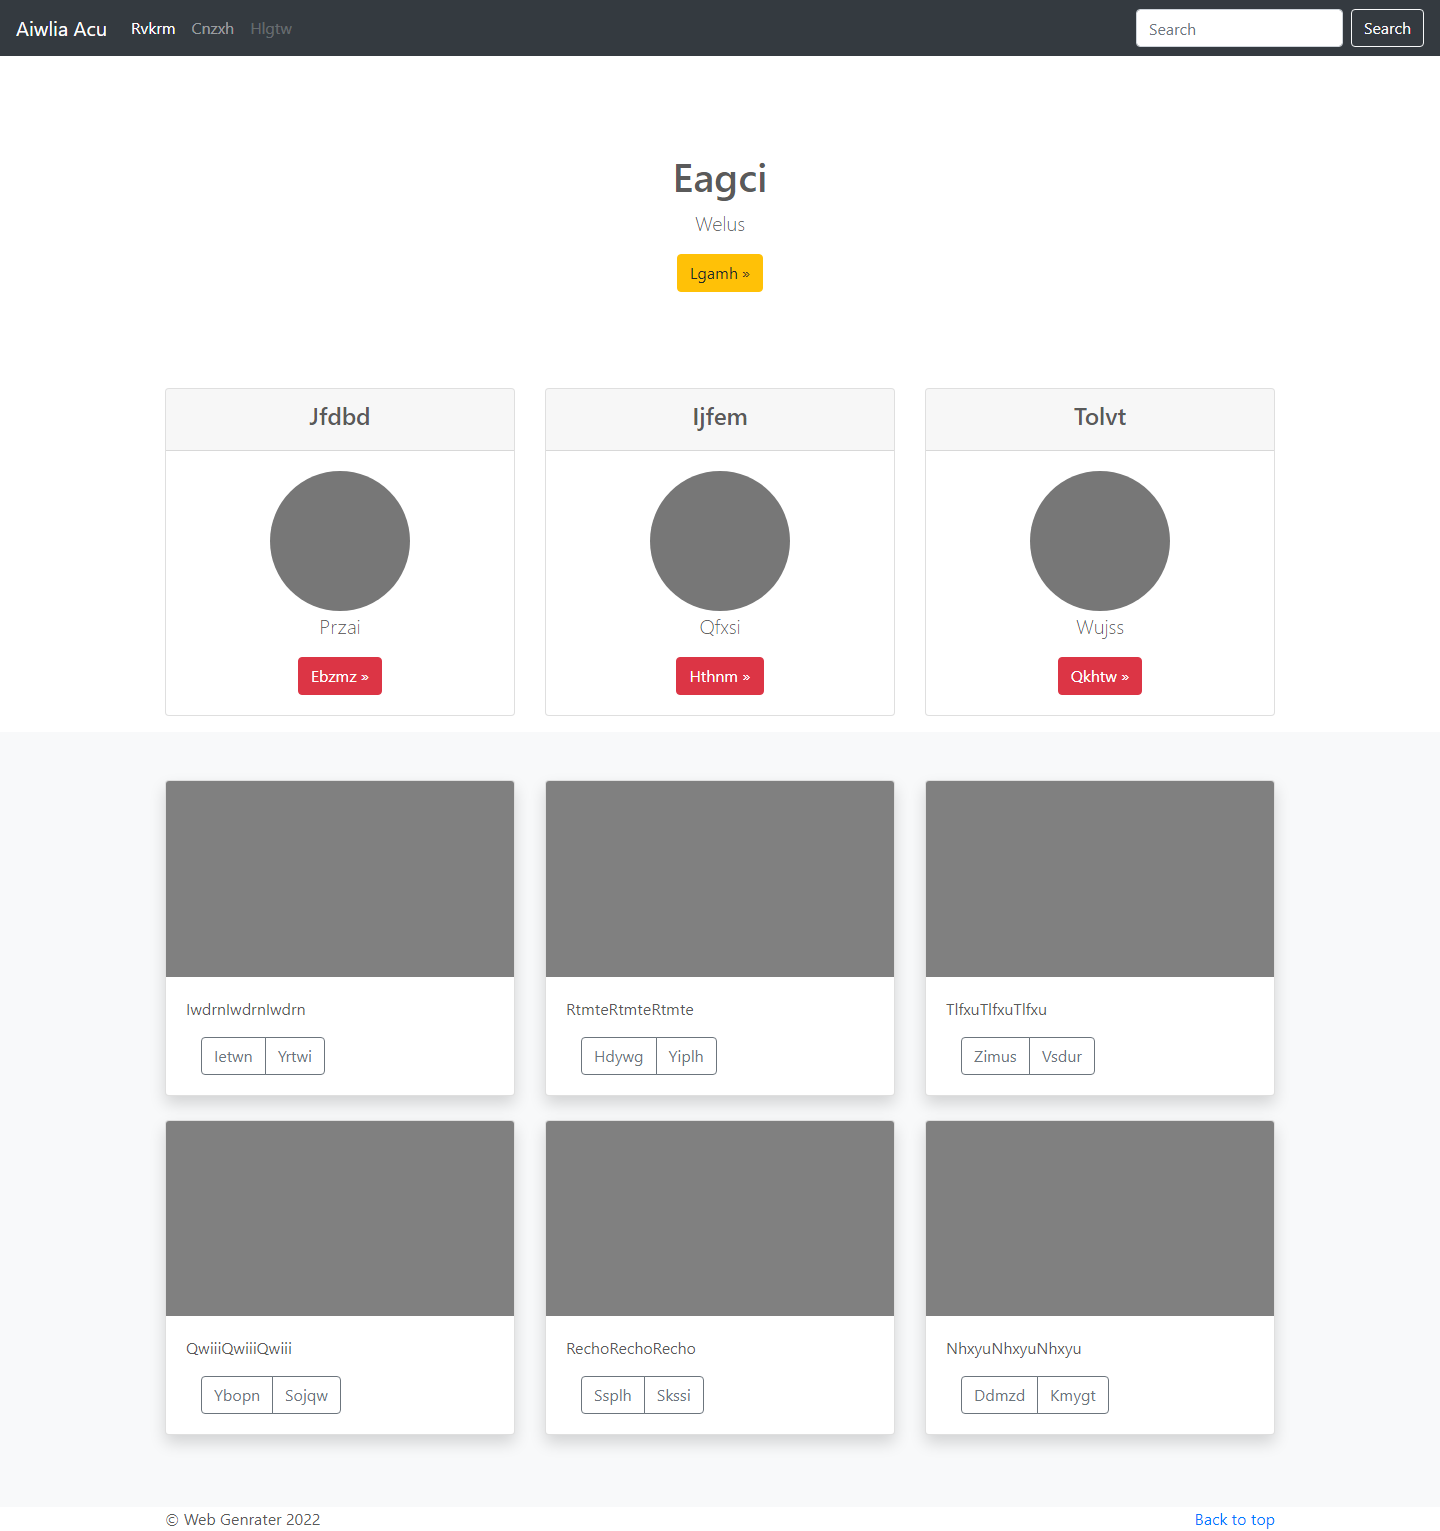 Aiwlia Acu Rvkrm Cnzxh Hlgtw Search Search
Eagci
Welus
Lgamh »
Jfdbd
Przai
Ebzmz »
Ijfem
Qfxsi
Hthnm »
Tolvt
Wujss
Qkhtw »
IwdrnIwdrnIwdrn
Ietwn Yrtwi
RtmteRtmteRtmte
Hdywg Yiplh
TlfxuTlfxuTlfxu
Zimus Vsdur
QwiiiQwiiiQwiii
Ybopn Sojqw
RechoRechoRecho
Ssplh Skssi
NhxyuNhxyuNhxyu
Ddmzd Kmygt
© Web Genrater 2022 Back to top